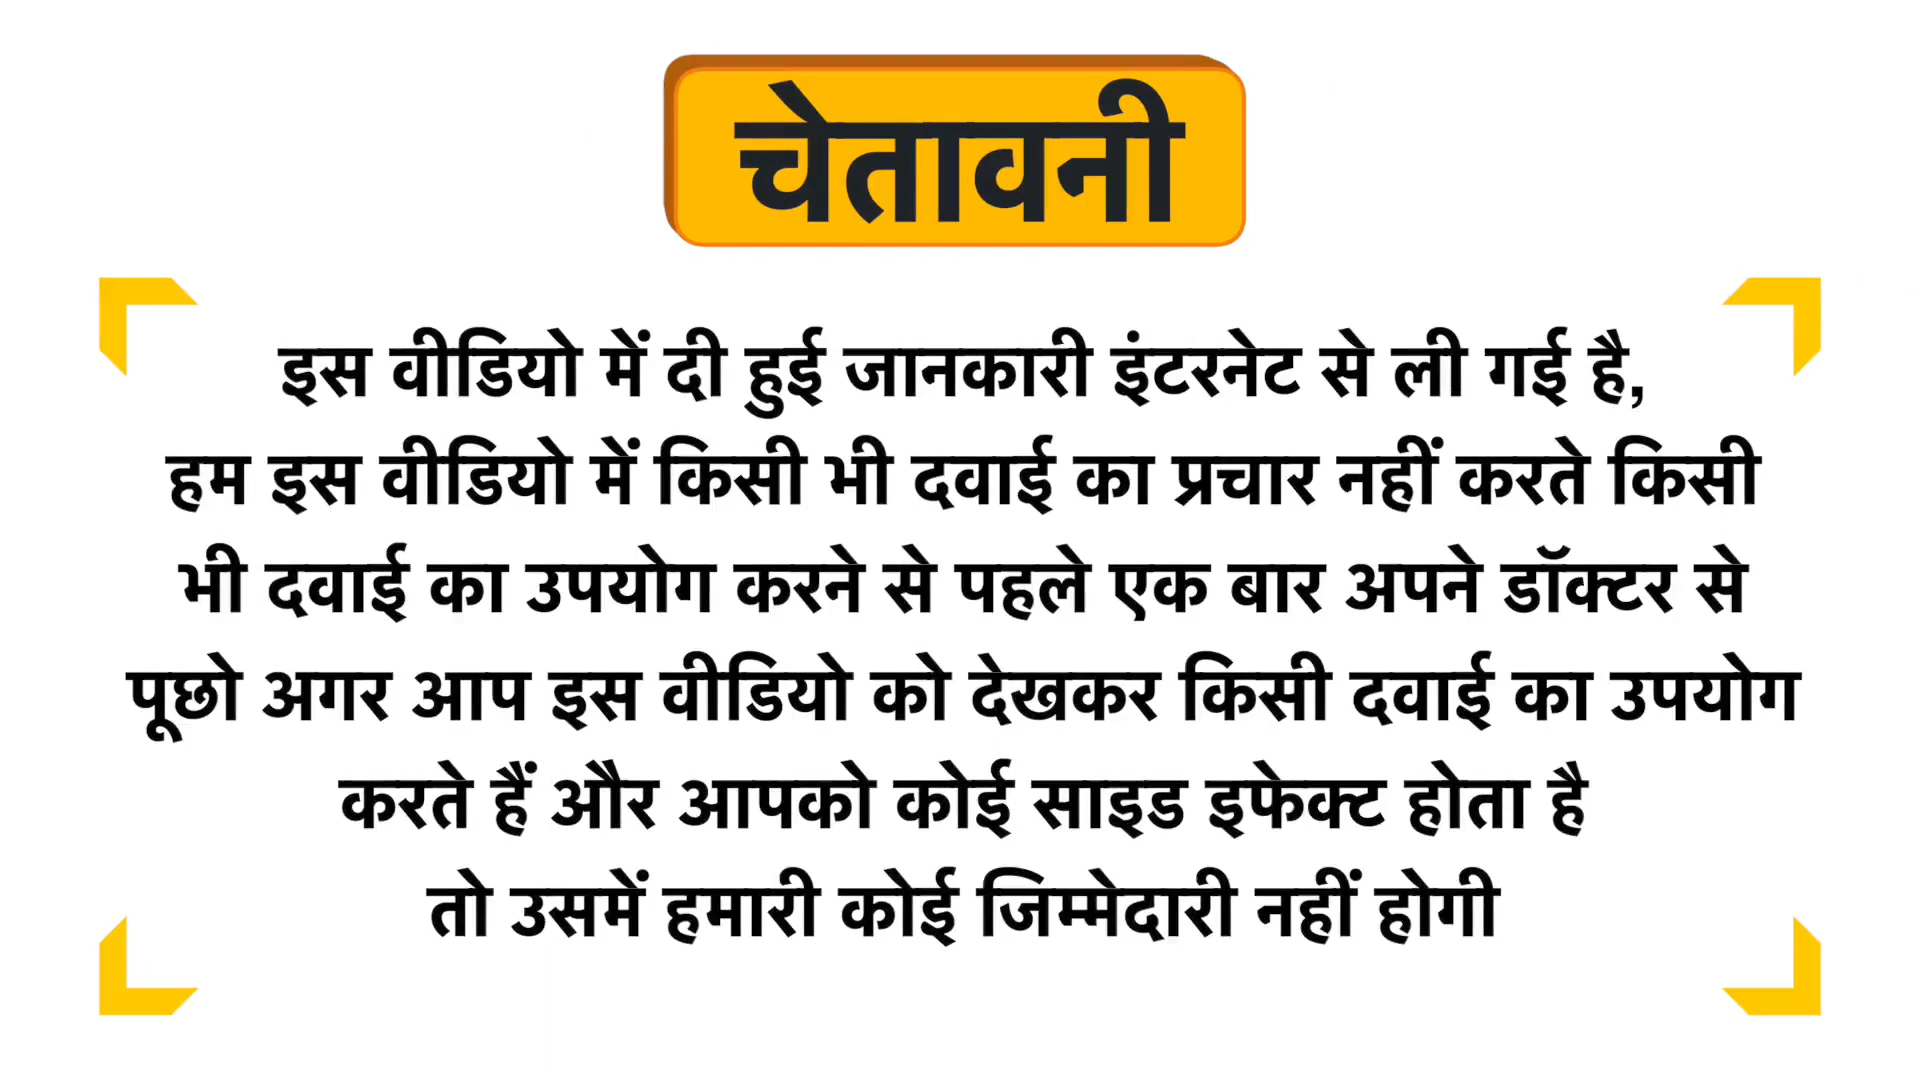 चेतावनी
इस वीडियो में दी हुई जानकारी इंटरनेट से ली गई है,
हम इस वीडियो में किसी भी दवाई का प्रचार नहीं करते किसी
भी दवाई का उपयोग करने से पहले एक बार अपने डॉक्टर से
पूछो अगर आप इस वीडियो को देखकर किसी दवाई का उपयोग
करते हैं और आपको कोई साइड इफेक्ट होता है
तो उसमें हमारी कोई जिम्मेदारी नहीं होगी